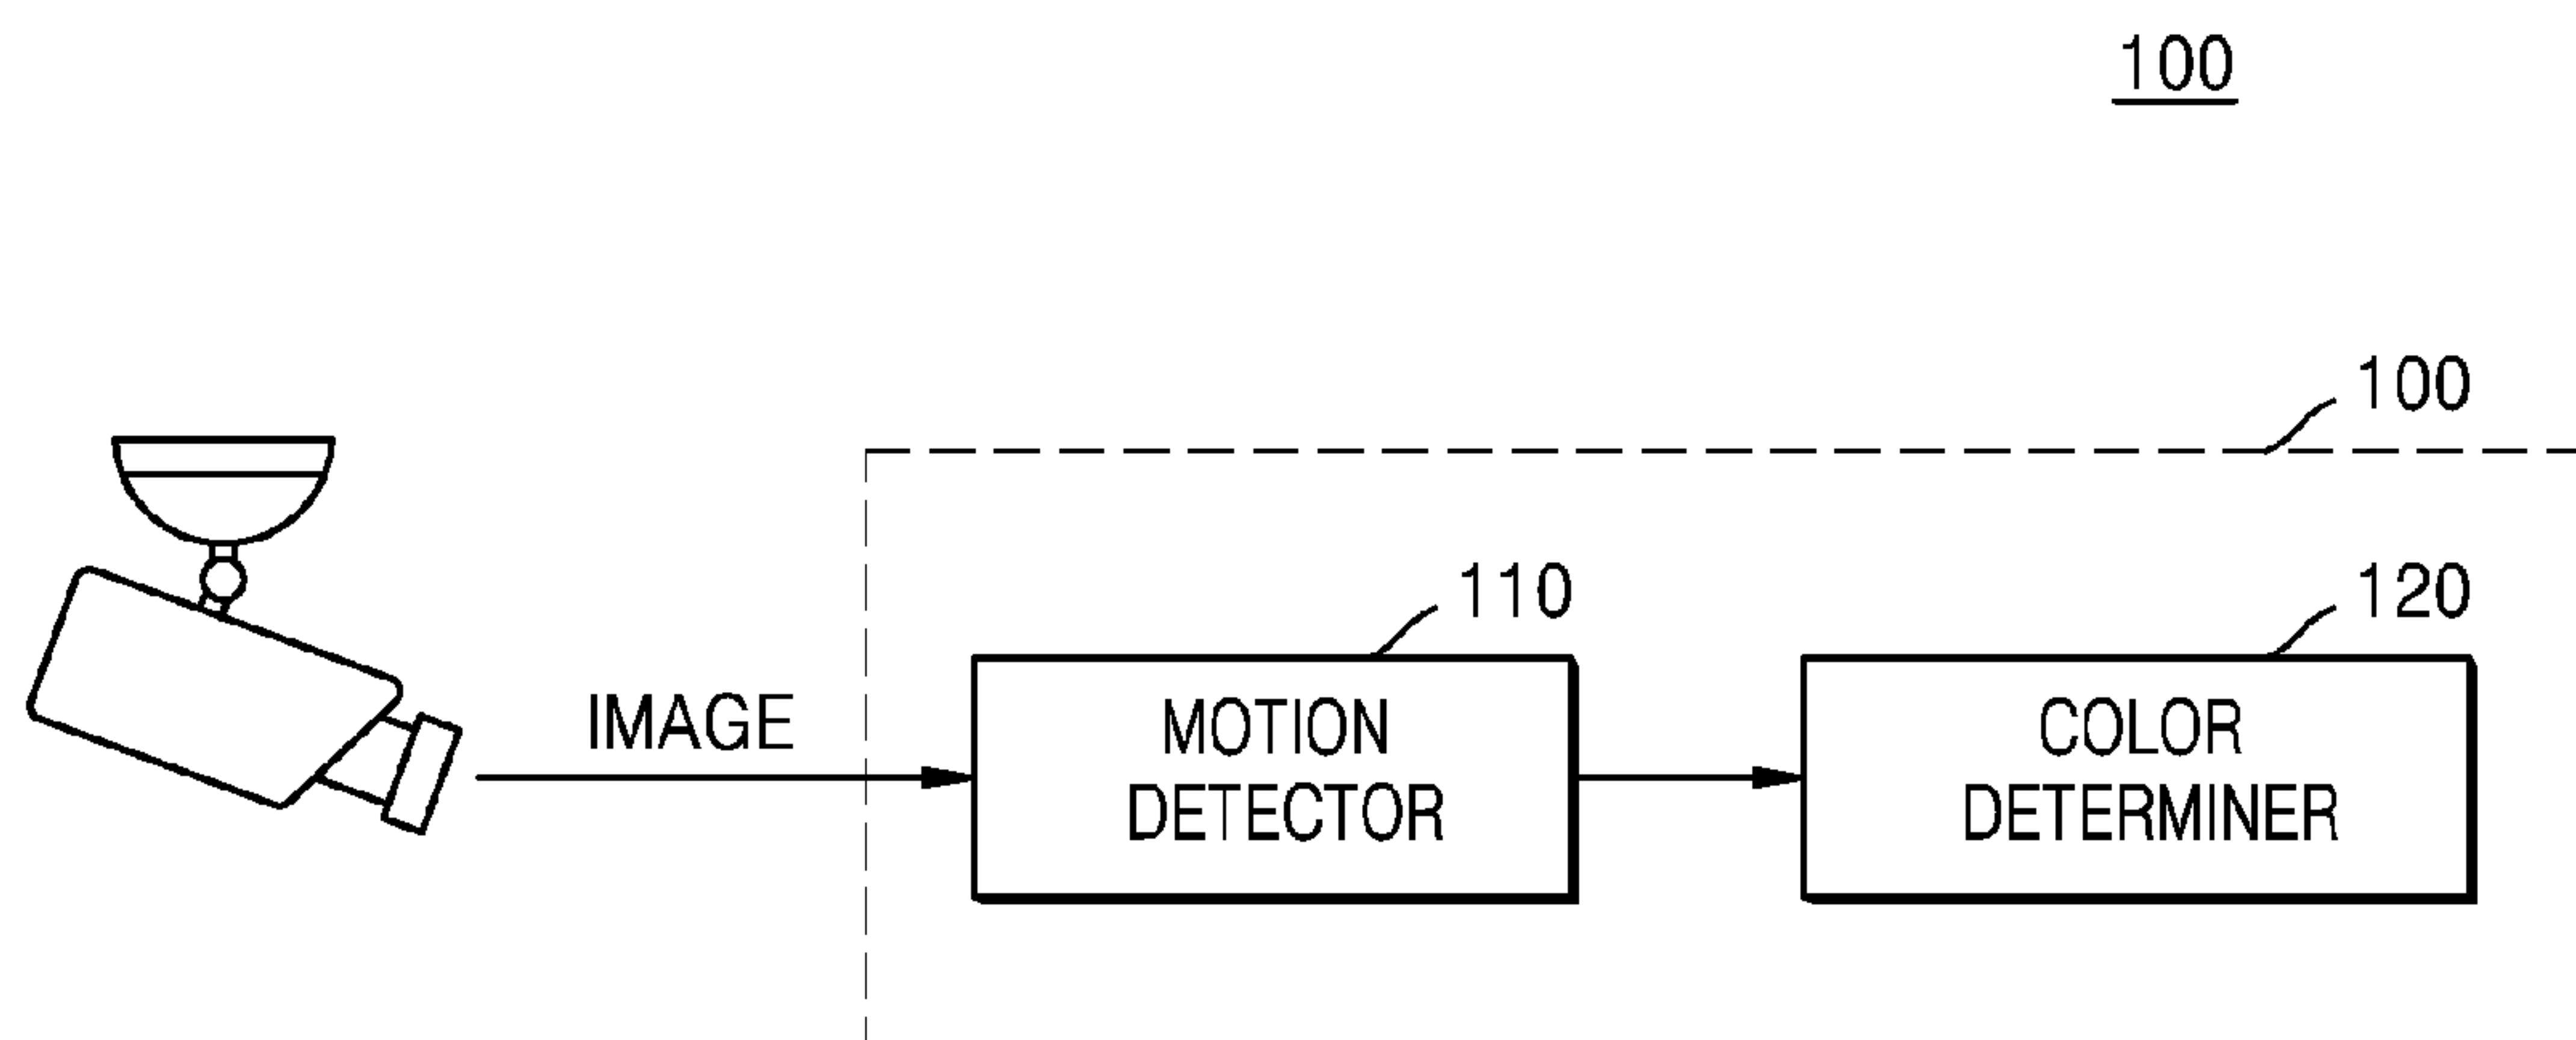 100
100
110
120
IMAGE
MOTION
DETECTOR
COLOR
DETERMINER